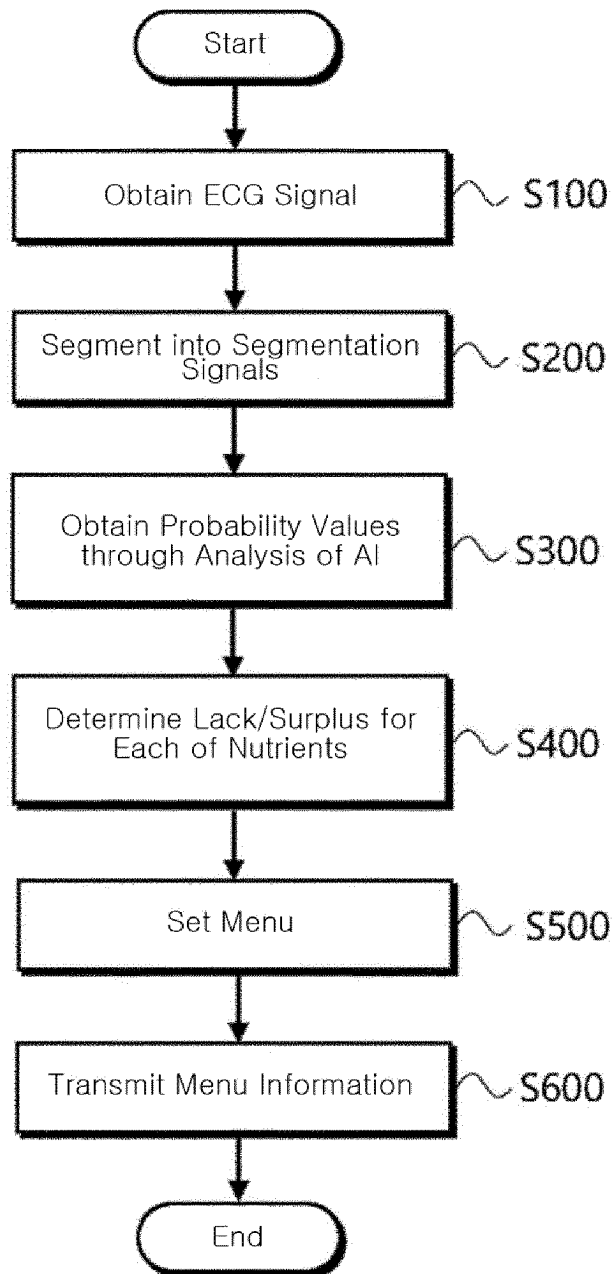 Start
Obtain ECG Signal
S100
Segment into Segmentation
Signals
S200
Obtain Probability Values
through Analysis of AI
S300
Determine Lack/Surplus for
Each of Nutrients
S400
Set Menu
S500
Transmit Menu Information
S600
End